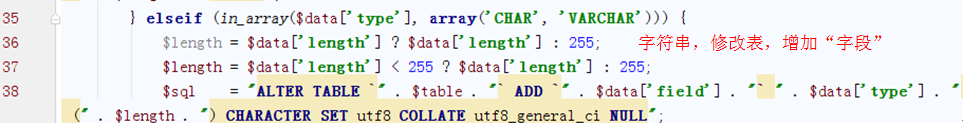 35 } elseif (in_array($data['type'], array('CHAR', 'VARCHAR'))) {
36 $length = $data['length'] ? $data['length'] : 255; 字符串，修改表，增加“字段”
37 $length = $data['length'] < 255 ? $data['length'] : 255;
38 $sql = "ALTER TABLE `" . $table . "` ADD `" . $data['field'] . "` " . $data['type'] . "
(" . $length . ") CHARACTER SET utf8 COLLATE utf8_general_ci NULL";